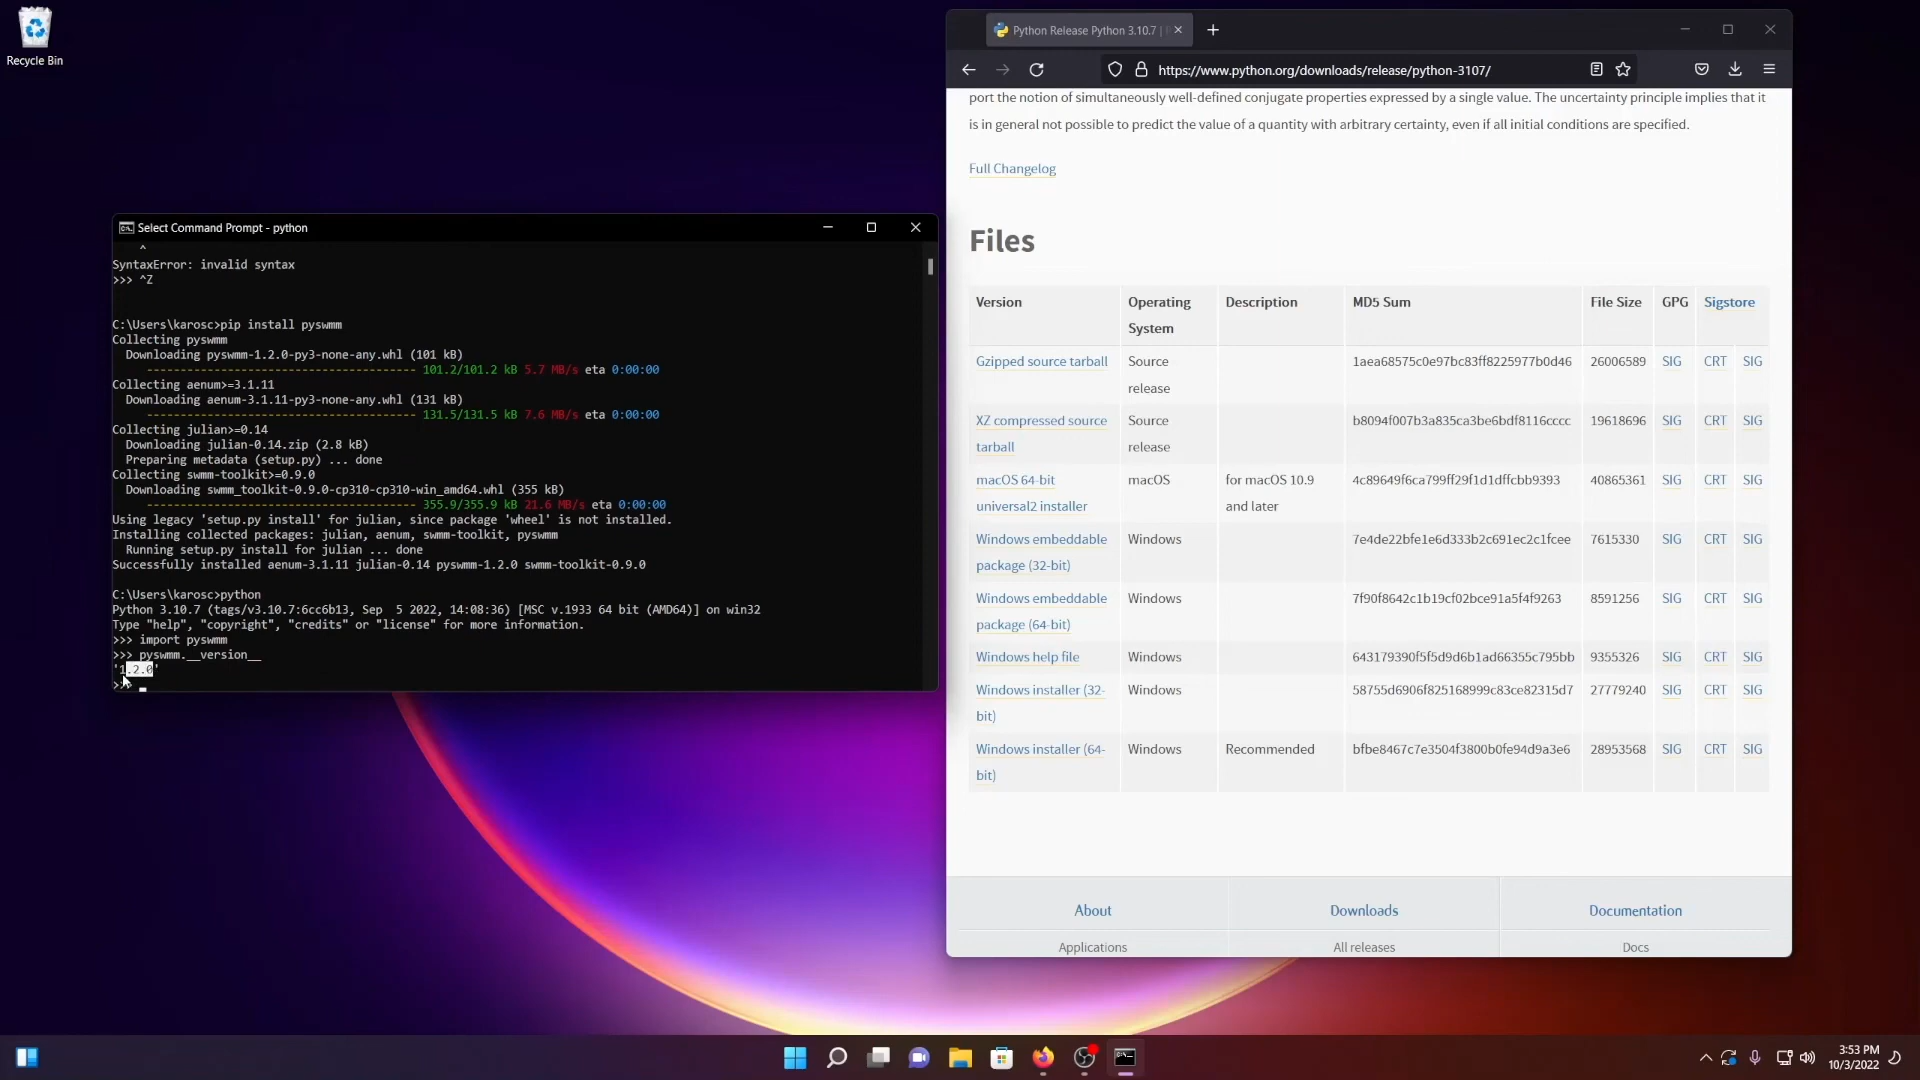 Recycle Bin
Select Command Prompt - python
^
SyntaxError: invalid syntax
>>> ^Z
C:\Users\karosc>pip install pyswmm
Collecting pyswmm
Downloading pyswmm-1.2.0-py3-none-any.whl (101 kB)
---------------------------------------- 101.2/101.2 kB 5.7 MB/s eta 0:00:00
Collecting aenum>=3.1.11
Downloading aenum-3.1.11-py3-none-any.whl (131 kB)
---------------------------------------- 131.5/131.5 kB 7.6 MB/s eta 0:00:00
Collecting julian>=0.14
Downloading julian-0.14.zip (2.8 kB)
Preparing metadata (setup.py) ... done
Collecting swmm-toolkit>=0.9.0
Downloading swmm_toolkit-0.9.0-cp310-cp310-win_amd64.whl (355 kB)
---------------------------------------- 355.9/355.9 kB 21.6 MB/s eta 0:00:00
Using legacy 'setup.py install' for julian, since package 'wheel' is not installed.
Installing collected packages: julian, aenum, swmm-toolkit, pyswmm
Running setup.py install for julian ... done
Successfully installed aenum-3.1.11 julian-0.14 pyswmm-1.2.0 swmm-toolkit-0.9.0
C:\Users\karosc>python
Python 3.10.7 (tags/v3.10.7:6cc6b13, Sep  5 2022, 14:08:36) [MSC v.1933 64 bit (AMD64)] on win32
Type "help", "copyright", "credits" or "license" for more information.
>>> import pyswmm
>>> pyswmm.__version__
'1.2.0'
>>>
Python Release Python 3.10.7 |
https://www.python.org/downloads/release/python-3107/
port the notion of simultaneously well-defined conjugate properties expressed by a single value. The uncertainty principle implies that it
is in general not possible to predict the value of a quantity with arbitrary certainty, even if all initial conditions are specified.
Full Changelog
Files
Version Operating System Description MD5 Sum File Size GPG Sigstore
Gzipped source tarball Source release 1aea68575c0e97bc83ff8225977b0d46 26006589 SIG CRT SIG
XZ compressed source tarball Source release b8094f007b3a835ca3be6bdf8116cccc 19618696 SIG CRT SIG
macOS 64-bit universal2 installer macOS for macOS 10.9 and later 4c89649f6ca799ff29f1d1dffcbb9393 40865361 SIG CRT SIG
Windows embeddable package (32-bit) Windows 7e4de22bfe1e6d333b2c691ec2c1fcee 7615330 SIG CRT SIG
Windows embeddable package (64-bit) Windows 7f90f8642c1b19cf02bce91a5f4f9263 8591256 SIG CRT SIG
Windows help file Windows 643179390f5f5d9d6b1ad66355c795bb 9355326 SIG CRT SIG
Windows installer (32-bit) Windows 58755d6906f825168999c83ce82315d7 27779240 SIG CRT SIG
Windows installer (64-bit) Windows Recommended bfbe8467c7e3504f3800b0fe94d9a3e6 28953568 SIG CRT SIG
About Downloads Documentation
Applications All releases Docs
3:53 PM
10/3/2022